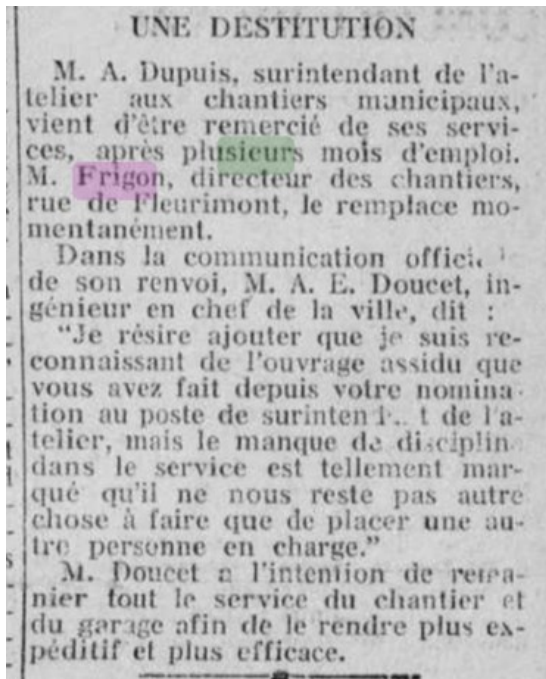 UNE DESTITUTION
M. A. Dupuis, surintendant de l'a-
telier aux chantiers municipaux,
vient d'être remercié de ses servi-
ces, après plusieurs mois d'emploi.
M. Frigon, directeur des chantiers,
rue de Fleurimont, le remplace mo-
mentanément.
Dans la communication
de son renvoi, M. A. E. Doucet, in-
génieur en chef de la ville, dit :
"Je résire ajouter que je suis re-
connaissant de l'ouvrage assidu que
vous avez fait depuis votre nomina-
tion au poste de de l'a-
telier, mais le manque de disciplin
dans le service est tellement mar-
qué qu'il ne nous reste pas autre
chose à faire que de placer une au-
tre personne en charge."
M. Doucet a l'intention de rema-
nier tout le service du chantier et
du garage afin de le rendre plus ex-
péditif et plus efficace.